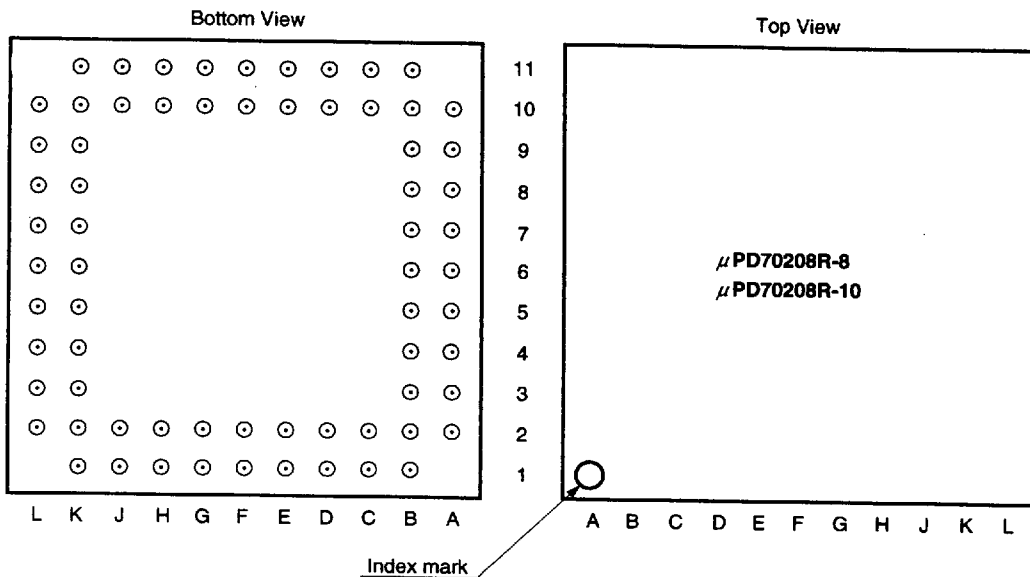 Bottom View
Top View
11
10
9
8
7
6
5
4
3
2
1
μPD70208R-8
μPD70208R-10
L K J H G F E D C B A
A B C D E F G H J K L
Index mark